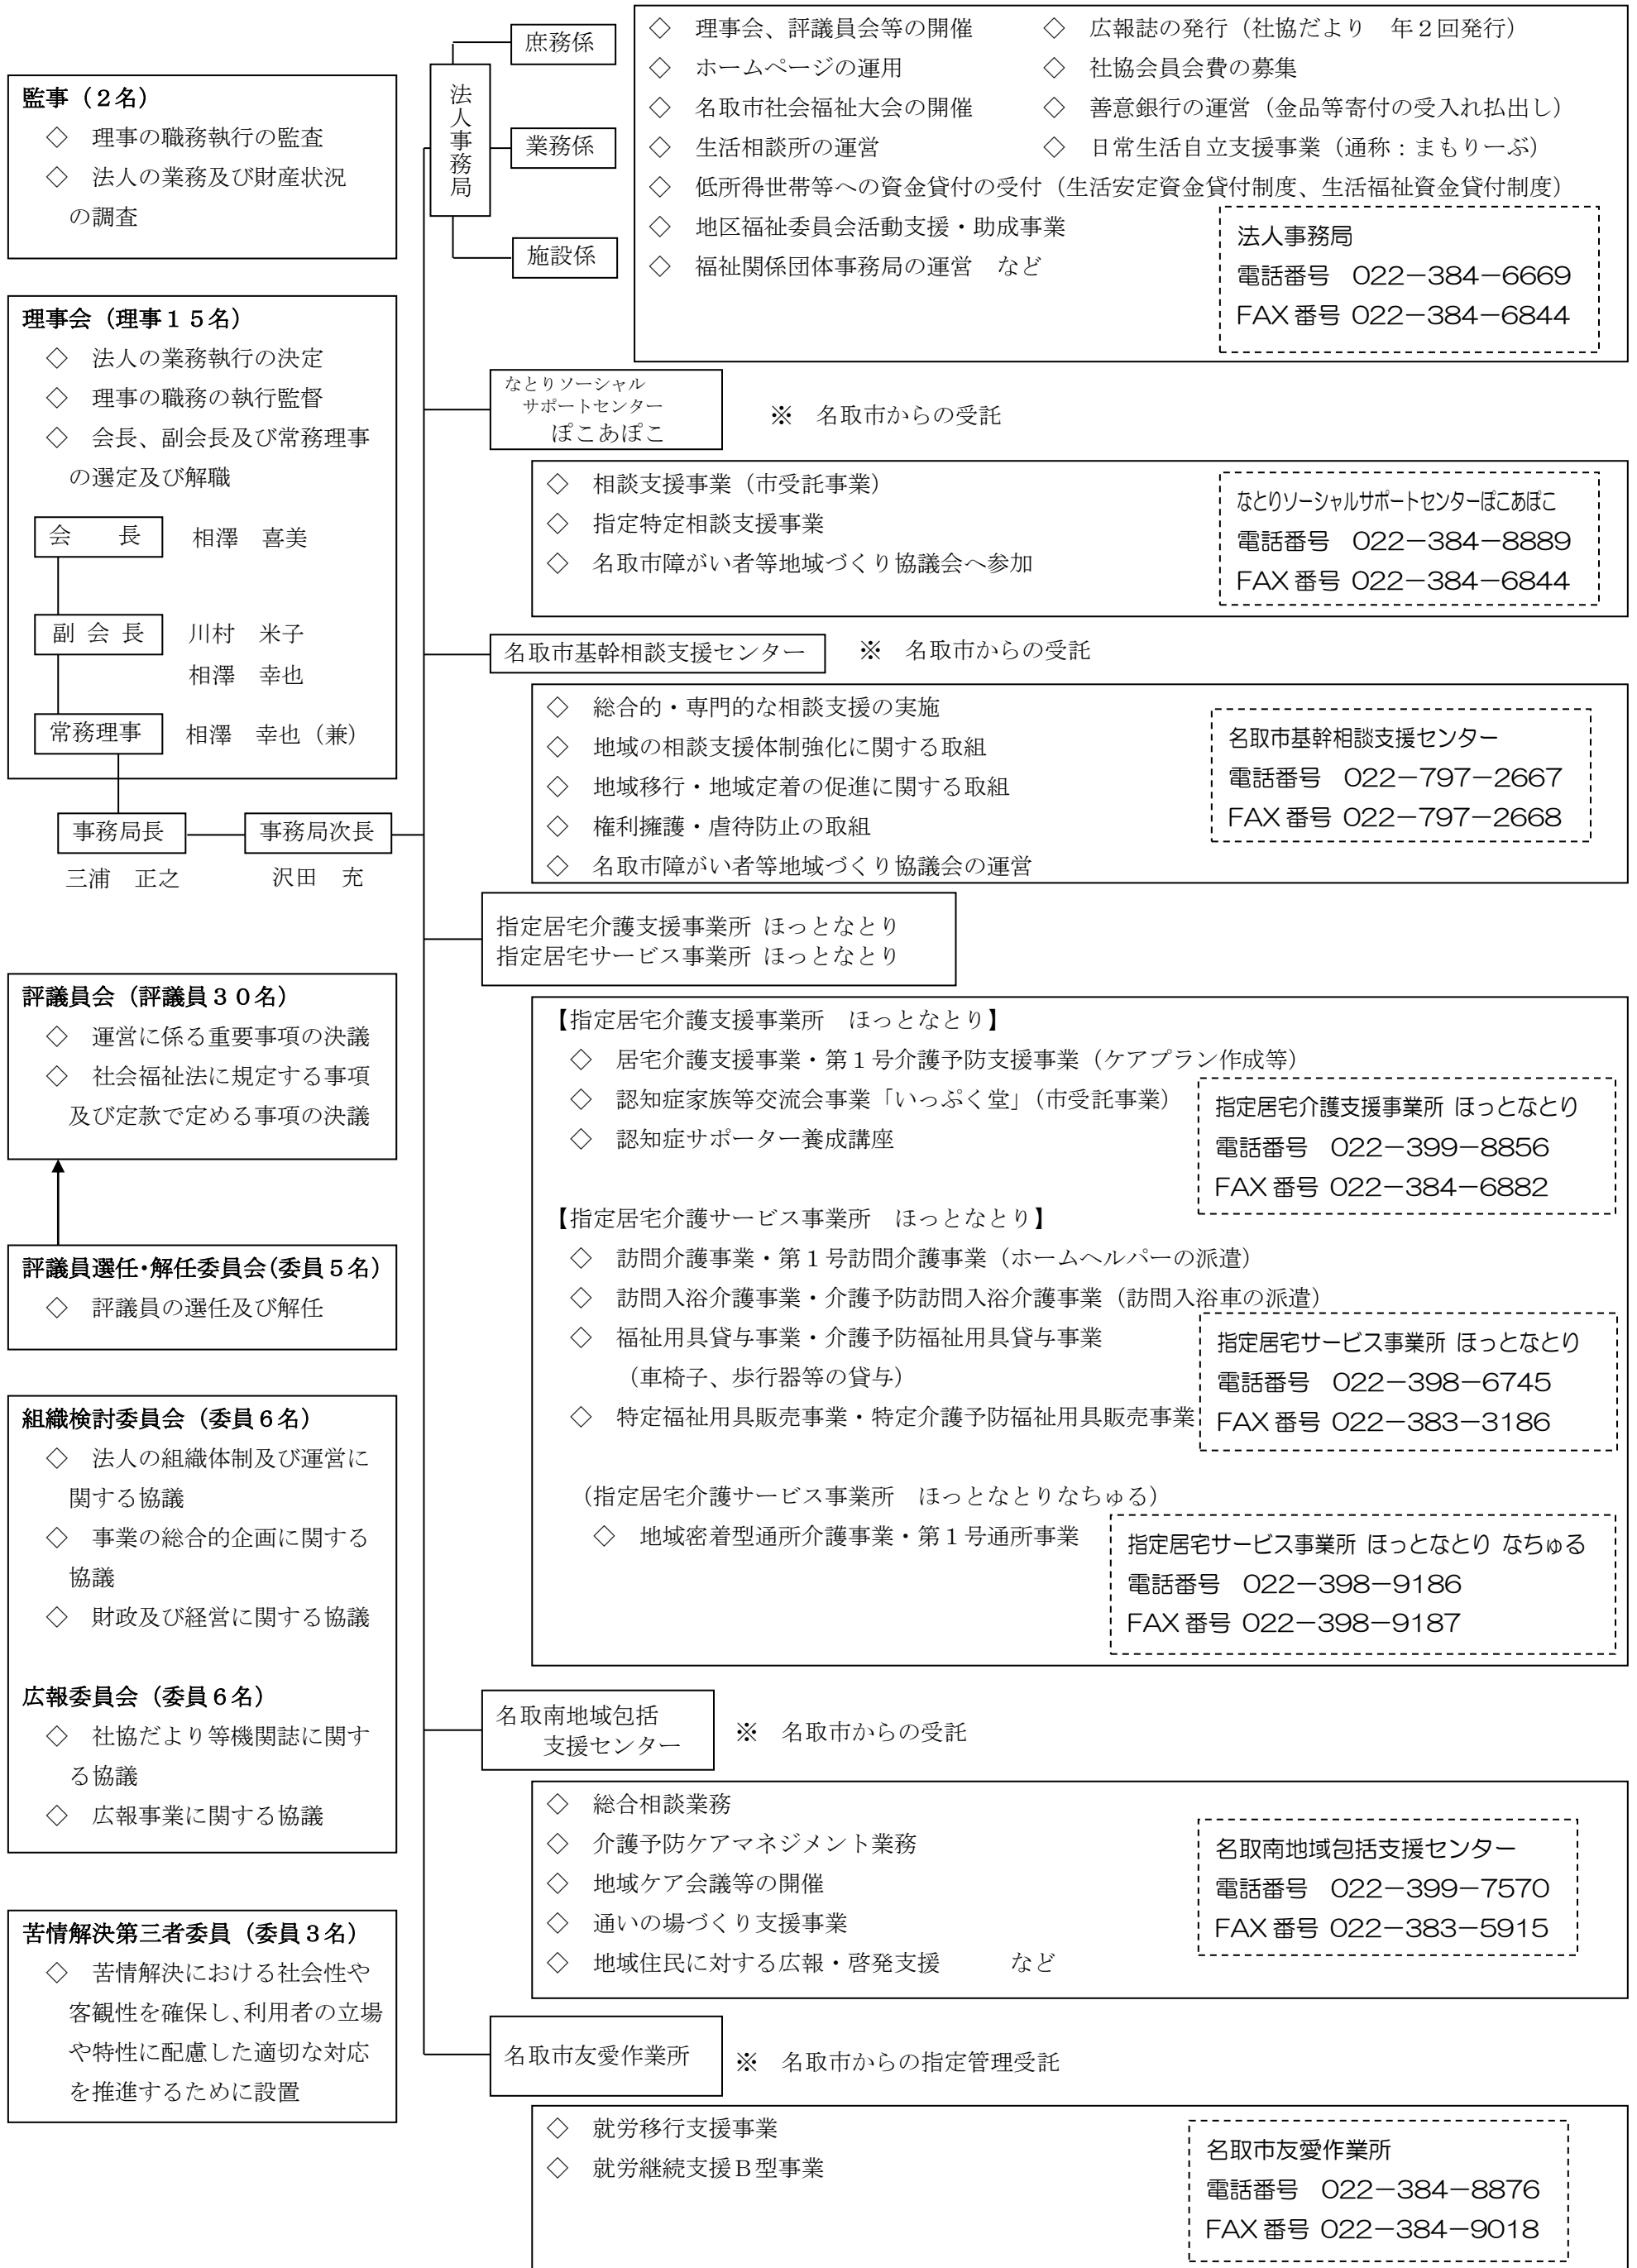 監事（２名）
◇　理事の職務執行の監査
◇　法人の業務及び財産状況
の調査
理事会（理事１５名）
◇　法人の業務執行の決定
◇　理事の職務の執行監督
◇　会長、副会長及び常務理事
の選定及び解職
会　　長　相澤　喜美
副 会 長　川村　米子
相澤　幸也
常務理事　相澤　幸也（兼）
事務局長　事務局次長
三浦　正之　沢田　充
評議員会（評議員３０名）
◇　運営に係る重要事項の決議
◇　社会福祉法に規定する事項
及び定款で定める事項の決議
評議員選任・解任委員会（委員５名）
◇　評議員の選任及び解任
組織検討委員会（委員６名）
◇　法人の組織体制及び運営に
関する協議
◇　事業の総合的企画に関する
協議
◇　財政及び経営に関する協議
広報委員会（委員６名）
◇　社協だより等機関誌に関す
る協議
◇　広報事業に関する協議
苦情解決第三者委員（委員３名）
◇　苦情解決における社会性や
客観性を確保し、利用者の立場
や特性に配慮した適切な対応
を推進するために設置
法人事務局
庶務係
業務係
施設係
◇　理事会、評議員会等の開催　◇　広報誌の発行（社協だより　年２回発行）
◇　ホームページの運用　◇　社協会員会費の募集
◇　名取市社会福祉大会の開催　◇　善意銀行の運営（金品等寄付の受入れ払出し）
◇　生活相談所の運営　◇　日常生活自立支援事業（通称：まもりーぶ）
◇　低所得世帯等への資金貸付の受付（生活安定資金貸付制度、生活福祉資金貸付制度）
◇　地区福祉委員会活動支援・助成事業
◇　福祉関係団体事務局の運営　など
法人事務局
電話番号　022－384－6669
FAX 番号 022－384－6844
なとりソーシャル
サポートセンター
ぽこあぽこ
※　名取市からの受託
◇　相談支援事業（市受託事業）
◇　指定特定相談支援事業
◇　名取市障がい者等地域づくり協議会へ参加
なとりソーシャルサポートセンターぽこあぽこ
電話番号　022－384－8889
FAX 番号 022－384－6844
名取市基幹相談支援センター
※　名取市からの受託
◇　総合的・専門的な相談支援の実施
◇　地域の相談支援体制強化に関する取組
◇　地域移行・地域定着の促進に関する取組
◇　権利擁護・虐待防止の取組
◇　名取市障がい者等地域づくり協議会の運営
名取市基幹相談支援センター
電話番号　022－797－2667
FAX 番号 022－797－2668
指定居宅介護支援事業所 ほっとなとり
指定居宅サービス事業所 ほっとなとり
【指定居宅介護支援事業所　ほっとなとり】
◇　居宅介護支援事業・第１号介護予防支援事業（ケアプラン作成等）
◇　認知症家族等交流会事業「いっぷく堂」（市受託事業）
◇　認知症サポーター養成講座
指定居宅介護支援事業所 ほっとなとり
電話番号　022－399－8856
FAX 番号 022－384－6882
【指定居宅介護サービス事業所　ほっとなとり】
◇　訪問介護事業・第１号訪問介護事業（ホームヘルパーの派遣）
◇　訪問入浴介護事業・介護予防訪問入浴介護事業（訪問入浴車の派遣）
◇　福祉用具貸与事業・介護予防福祉用具貸与事業
（車椅子、歩行器等の貸与）
◇　特定福祉用具販売事業・特定介護予防福祉用具販売事業
指定居宅サービス事業所 ほっとなとり
電話番号　022－398－6745
FAX 番号 022－383－3186
（指定居宅介護サービス事業所　ほっとなとりなちゅる）
◇　地域密着型通所介護事業・第１号通所事業
指定居宅サービス事業所 ほっとなとり なちゅる
電話番号　022－398－9186
FAX 番号 022－398－9187
名取南地域包括
支援センター
※　名取市からの受託
◇　総合相談業務
◇　介護予防ケアマネジメント業務
◇　地域ケア会議等の開催
◇　通いの場づくり支援事業
◇　地域住民に対する広報・啓発支援　　　など
名取南地域包括支援センター
電話番号　022－399－7570
FAX 番号 022－383－5915
名取市友愛作業所
※　名取市からの指定管理受託
◇　就労移行支援事業
◇　就労継続支援Ｂ型事業
名取市友愛作業所
電話番号　022－384－8876
FAX 番号 022－384－9018